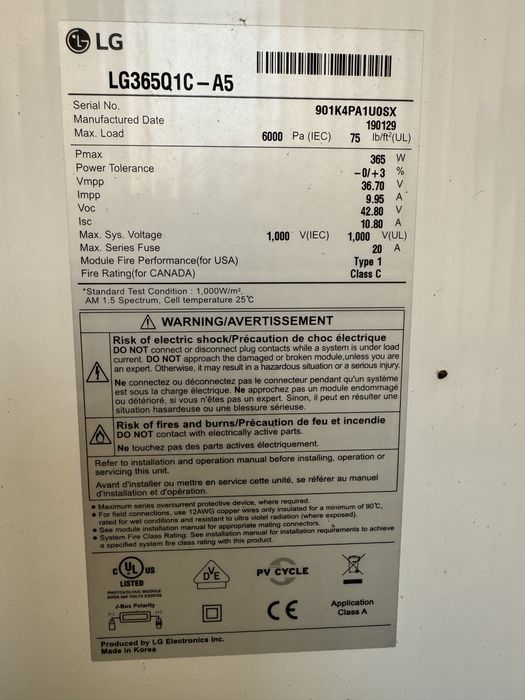 LG
LG365Q1C-A5
Serial No. 901K4PA1U0SX
Manufactured Date 190129
Max. Load 6000 Pa (IEC) 75 lb/ft²(UL)
Pmax 365 W
Power Tolerance -0/+3 %
Vmpp 36.70 V
Impp 9.95 A
Voc 42.80 V
Isc 10.80 A
Max. Sys. Voltage 1,000 V(IEC) 1,000 V(UL)
Max. Series Fuse 20 A
Module Fire Performance(for USA) Type 1
Fire Rating(for CANADA) Class C
*Standard Test Condition : 1,000W/m²,
AM 1.5 Spectrum, Cell temperature 25℃
WARNING/AVERTISSEMENT
Risk of electric shock/Précaution de choc électrique
DO NOT connect or disconnect plug contacts while a system is under load
current. DO NOT approach the damaged or broken module,unless you are
an expert. Otherwise, it may result in a hazardous situation or a serious injury.
Ne connectez ou déconnectez pas le connecteur pendant qu'un système
est sous la charge électrique. Ne approchez pas un module endommagé
ou détérioré, si vous n'êtes pas un expert. Sinon, il peut en résulter une
situation hasardeuse ou une blessure sérieuse.
Risk of fires and burns/Précaution de feu et incendie
DO NOT contact with electrically active parts.
Ne touchez pas des parts actives électriquement.
Refer to installation and operation manual before installing, operation or
servicing this unit.
Avant d'installer ou mettre en service cette unité, se référer au manuel
d'installation et d'opération.
• Maximum series overcurrent protective device, where required.
• For field connections, use 12AWG copper wires only insulated for a minimum of 90℃,
rated for wet conditions and resistant to ultra violet radiation (where exposed).
• See module installation manual for appropriate mating connectors.
• System Fire Class Rating: See installation manual for installation requirements to achieve
a specified system fire class rating with this product.
c UL us
LISTED
PHOTOVOLTAIC MODULE
DVE
PV CYCLE
J-Box Polarity
(-) (+)
CE
Application
Class A
Produced by LG Electronics Inc.
Made in Korea